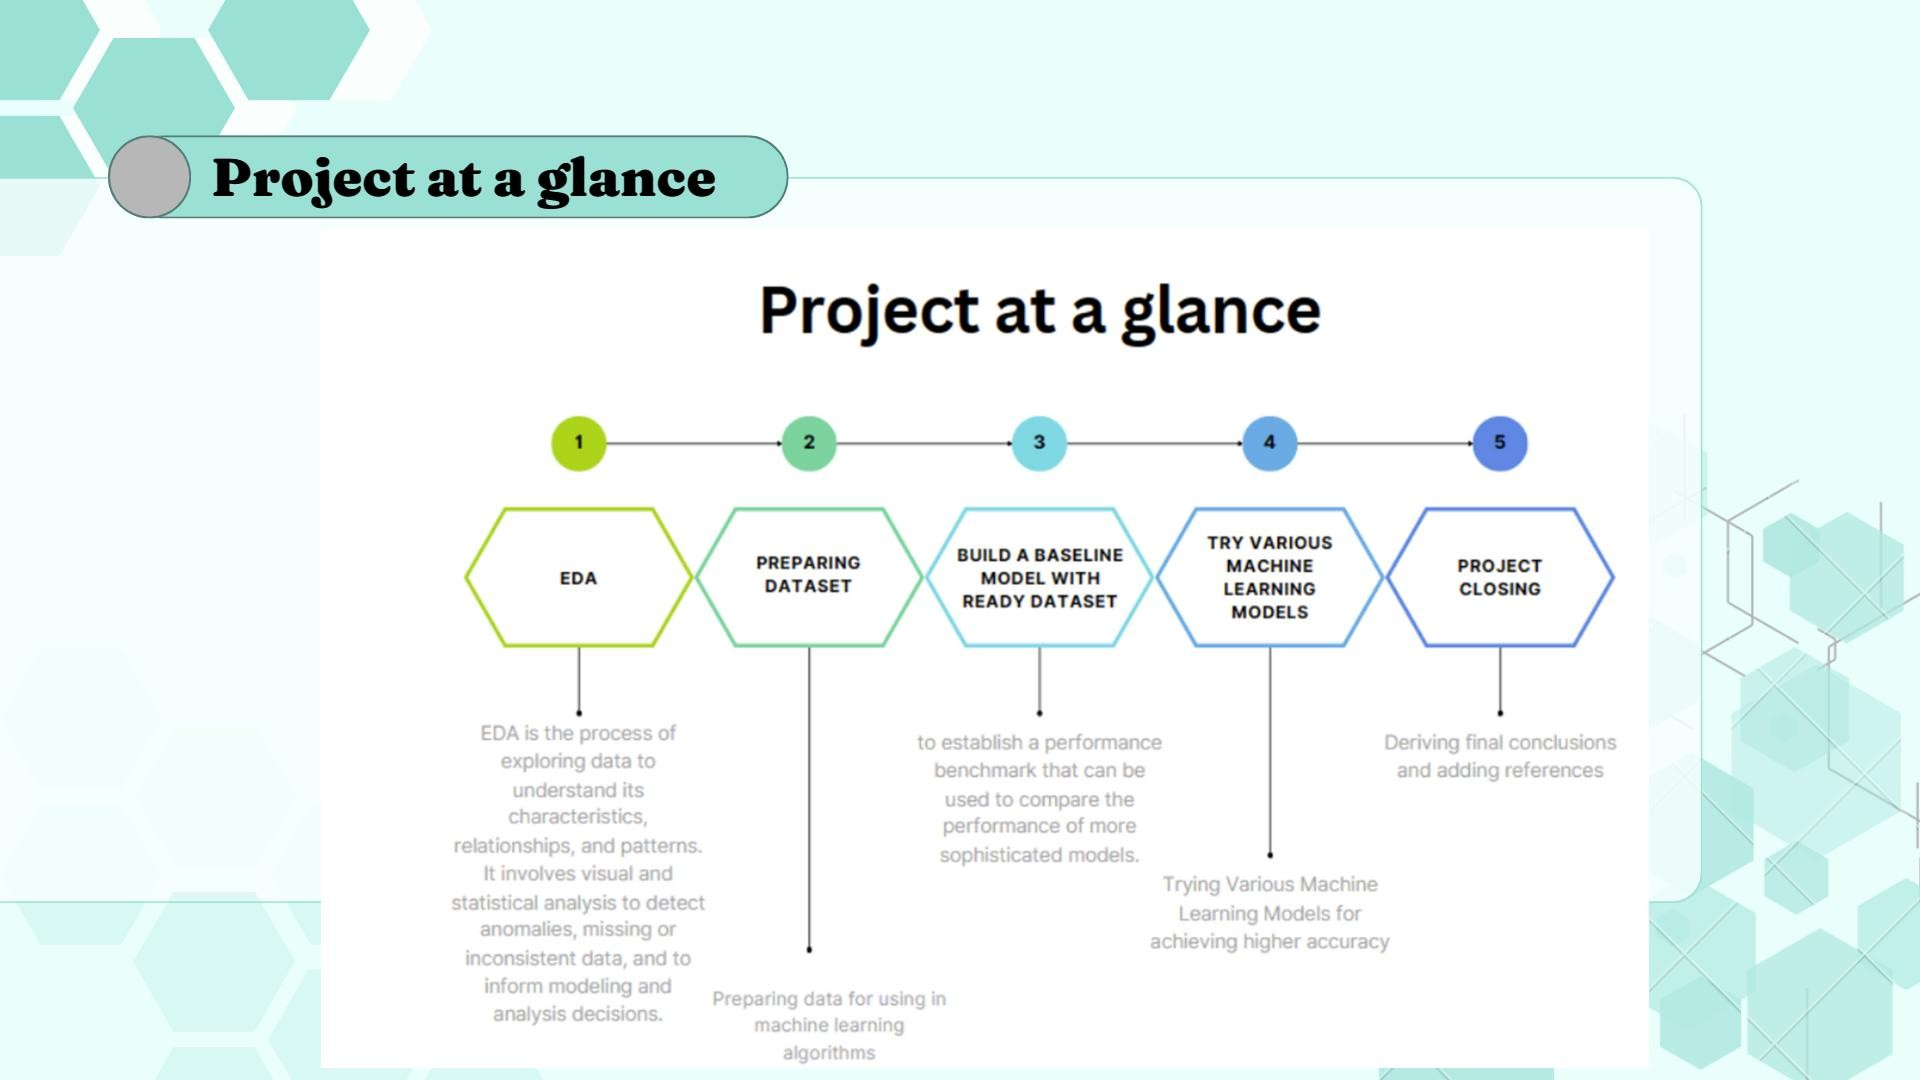 Project at a glance
Project at a glance
1
2
3
4
5
EDA
PREPARING
DATASET
BUILD A BASELINE
MODEL WITH
READY DATASET
TRY VARIOUS
MACHINE
LEARNING
MODELS
PROJECT
CLOSING
EDA is the process of
exploring data to
understand its
characteristics,
relationships, and patterns.
It involves visual and
statistical analysis to detect
anomalies, missing or
inconsistent data, and to
inform modeling and
analysis decisions.
Preparing data for using in
machine learning
algorithms
to establish a performance
benchmark that can be
used to compare the
performance of more
sophisticated models.
Trying Various Machine
Learning Models for
achieving higher accuracy
Deriving final conclusions
and adding references